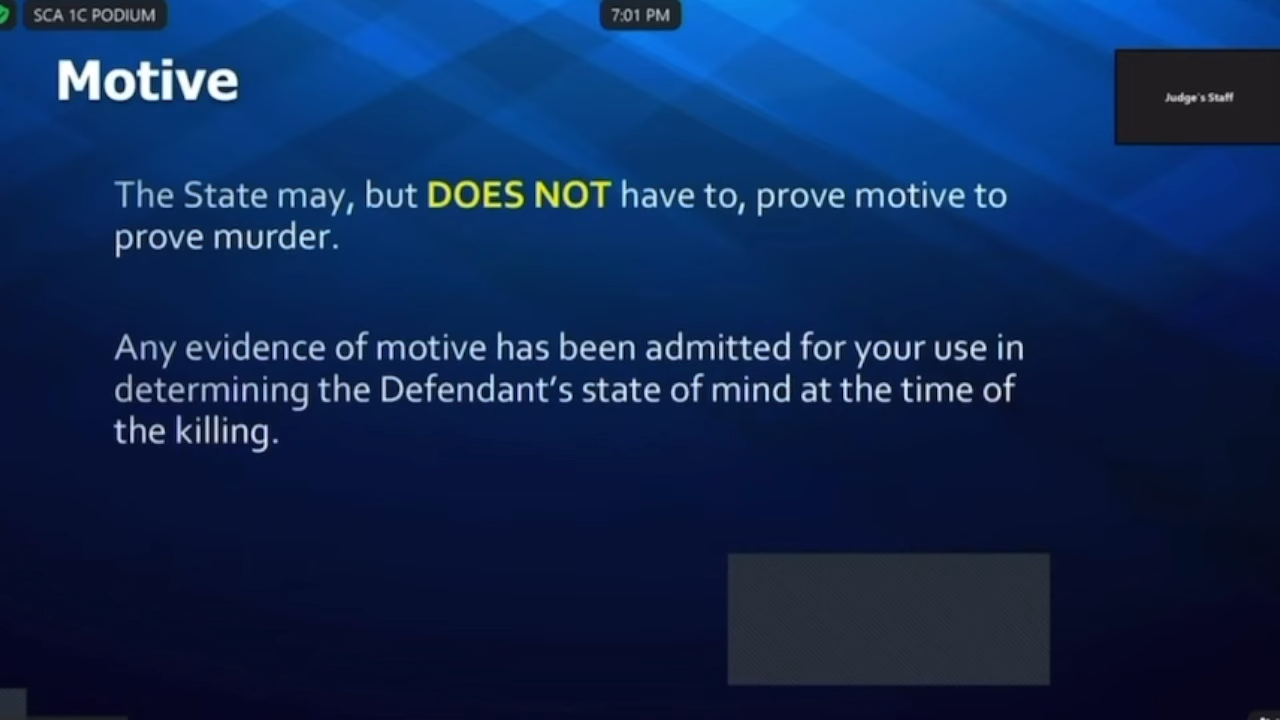 SCA 1C PODIUM
7:01 PM
Motive
Judge's Staff
The State may, but DOES NOT have to, prove motive to
prove murder.
Any evidence of motive has been admitted for your use in
determining the Defendant's state of mind at the time of
the killing.